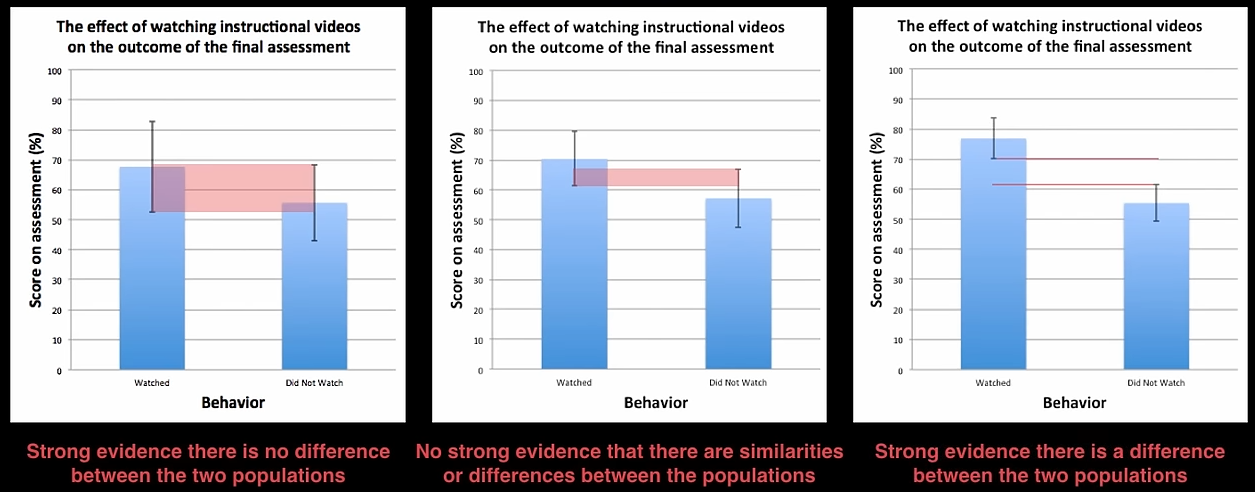 The effect of watching instructional videos
on the outcome of the final assessment
Score on assessment (%)
100
90
80
70
60
50
40
30
20
10
0
Watched
Did Not Watch
Behavior
Strong evidence there is no difference
between the two populations
The effect of watching instructional videos
on the outcome of the final assessment
Score on assessment (%)
100
90
80
70
60
50
40
30
20
10
0
Watched
Did Not Watch
Behavior
No strong evidence that there are similarities
or differences between the populations
The effect of watching instructional videos
on the outcome of the final assessment
Score on assessment (%)
100
90
80
70
60
50
40
30
20
10
0
Watched
Did Not Watch
Behavior
Strong evidence there is a difference
between the two populations